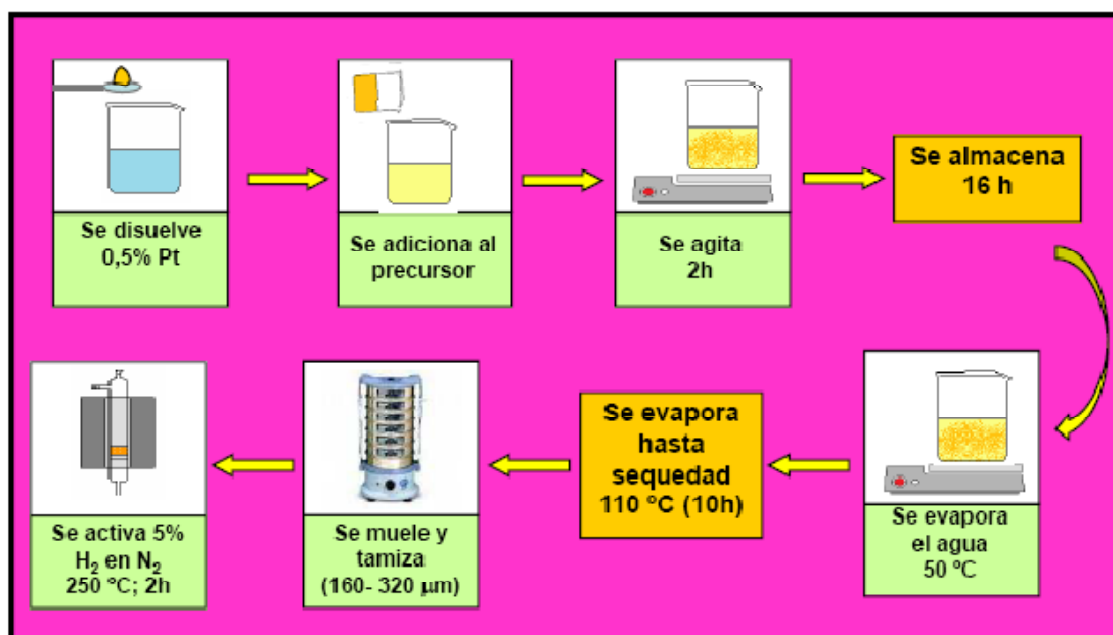 Se disuelve
0,5% Pt
Se adiciona al
precursor
Se agita
2h
Se almacena
16 h
Se evapora
el agua
50 ºC
Se evapora
hasta
sequedad
110 °C (10h)
Se muele y
tamiza
(160- 320 μm)
Se activa 5%
H₂ en N₂
250 °C; 2h